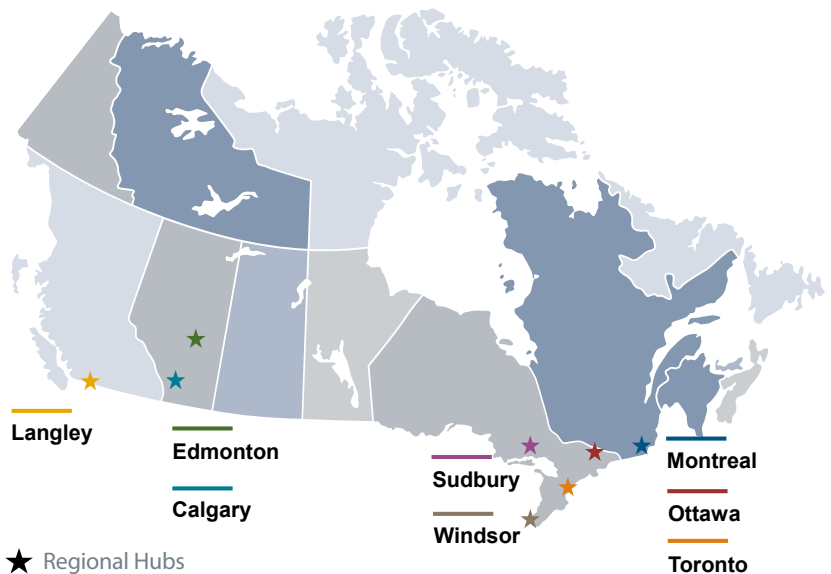 Langley
Edmonton
Calgary
Sudbury
Windsor
Montreal
Ottawa
Toronto
Regional Hubs